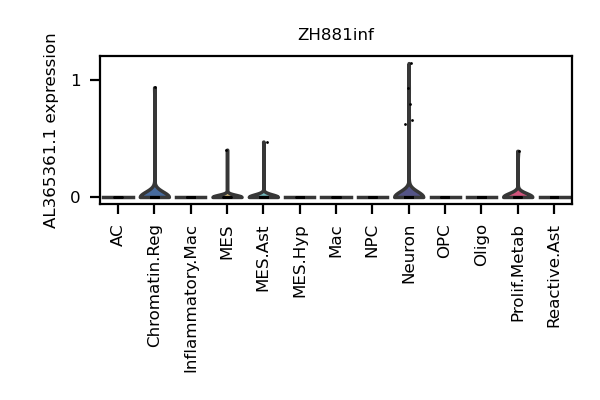 ZH881inf
AL365361.1 expression
1
0
AC
Chromatin.Reg
Inflammatory.Mac
MES
MES.Ast
MES.Hyp
Mac
NPC
Neuron
OPC
Oligo
Prolif.Metab
Reactive.Ast